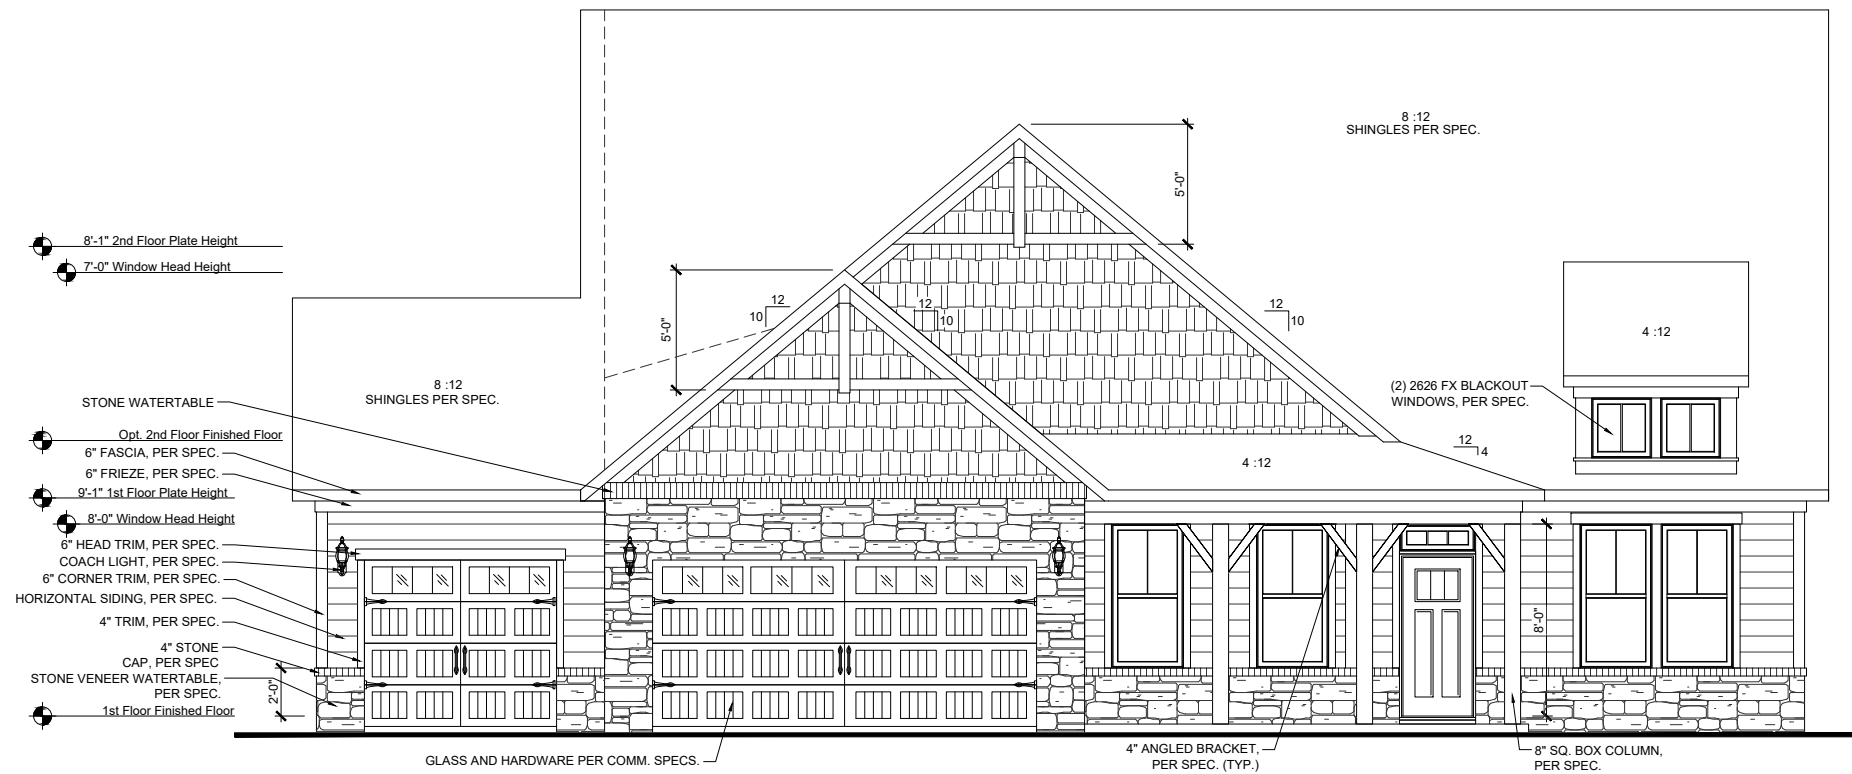 8 :12
SHINGLES PER SPEC.
5'-0"
8'-1" 2nd Floor Plate Height
7'-0" Window Head Height
12
10
12
10
12
10
5'-0"
4 :12
8 :12
SHINGLES PER SPEC.
(2) 2626 FX BLACKOUT
WINDOWS, PER SPEC.
STONE WATERTABLE
Opt. 2nd Floor Finished Floor
12
4
6" FASCIA, PER SPEC.
4 :12
6" FRIEZE, PER SPEC.
9'-1" 1st Floor Plate Height
8'-0" Window Head Height
6" HEAD TRIM, PER SPEC.
COACH LIGHT, PER SPEC.
6" CORNER TRIM, PER SPEC.
HORIZONTAL SIDING, PER SPEC.
4" TRIM, PER SPEC.
8'-0"
4" STONE
CAP, PER SPEC
STONE VENEER WATERTABLE,
PER SPEC.
2'-0"
1st Floor Finished Floor
GLASS AND HARDWARE PER COMM. SPECS.
4" ANGLED BRACKET,
PER SPEC. (TYP.)
8" SQ. BOX COLUMN,
PER SPEC.